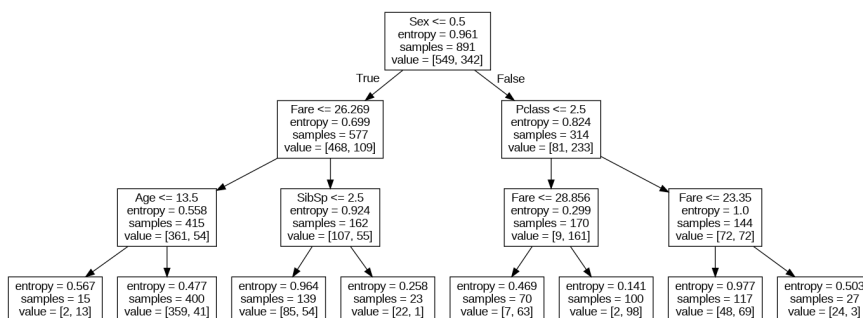 Sex <= 0.5
entropy = 0.961
samples = 891
value = [549, 342]
True
False
Fare <= 26.269
entropy = 0.699
samples = 577
value = [468, 109]
Pclass <= 2.5
entropy = 0.824
samples = 314
value = [81, 233]
Age <= 13.5
entropy = 0.558
samples = 415
value = [361, 54]
SibSp <= 2.5
entropy = 0.924
samples = 162
value = [107, 55]
Fare <= 28.856
entropy = 0.299
samples = 170
value = [9, 161]
Fare <= 23.35
entropy = 1.0
samples = 144
value = [72, 72]
entropy = 0.567
samples = 15
value = [2, 13]
entropy = 0.477
samples = 400
value = [359, 41]
entropy = 0.964
samples = 139
value = [85, 54]
entropy = 0.258
samples = 23
value = [22, 1]
entropy = 0.469
samples = 70
value = [7, 63]
entropy = 0.141
samples = 100
value = [2, 98]
entropy = 0.977
samples = 117
value = [48, 69]
entropy = 0.503
samples = 27
value = [24, 3]